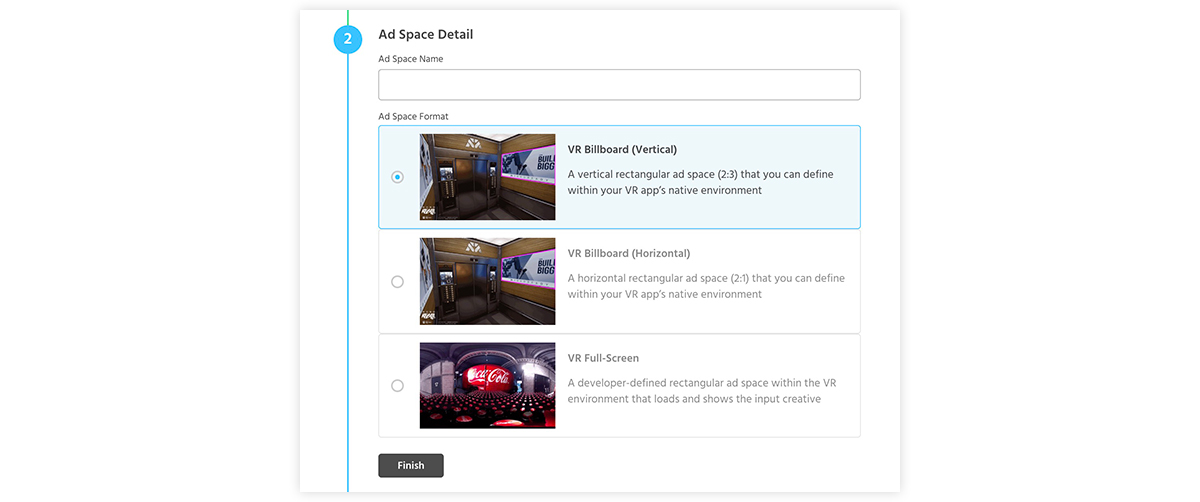 2
Ad Space Detail
Ad Space Name
Ad Space Format
BUIL
BIGG
VR Billboard (Vertical)
A vertical rectangular ad space (2:3) that you can define
within your VR app's native environment
BUIL
BIGG
VR Billboard (Horizontal)
A horizontal rectangular ad space (2:1) that you can define
within your VR app's native environment
Coca-Cola
VR Full-Screen
A developer-defined rectangular ad space within the VR
environment that loads and shows the input creative
Finish